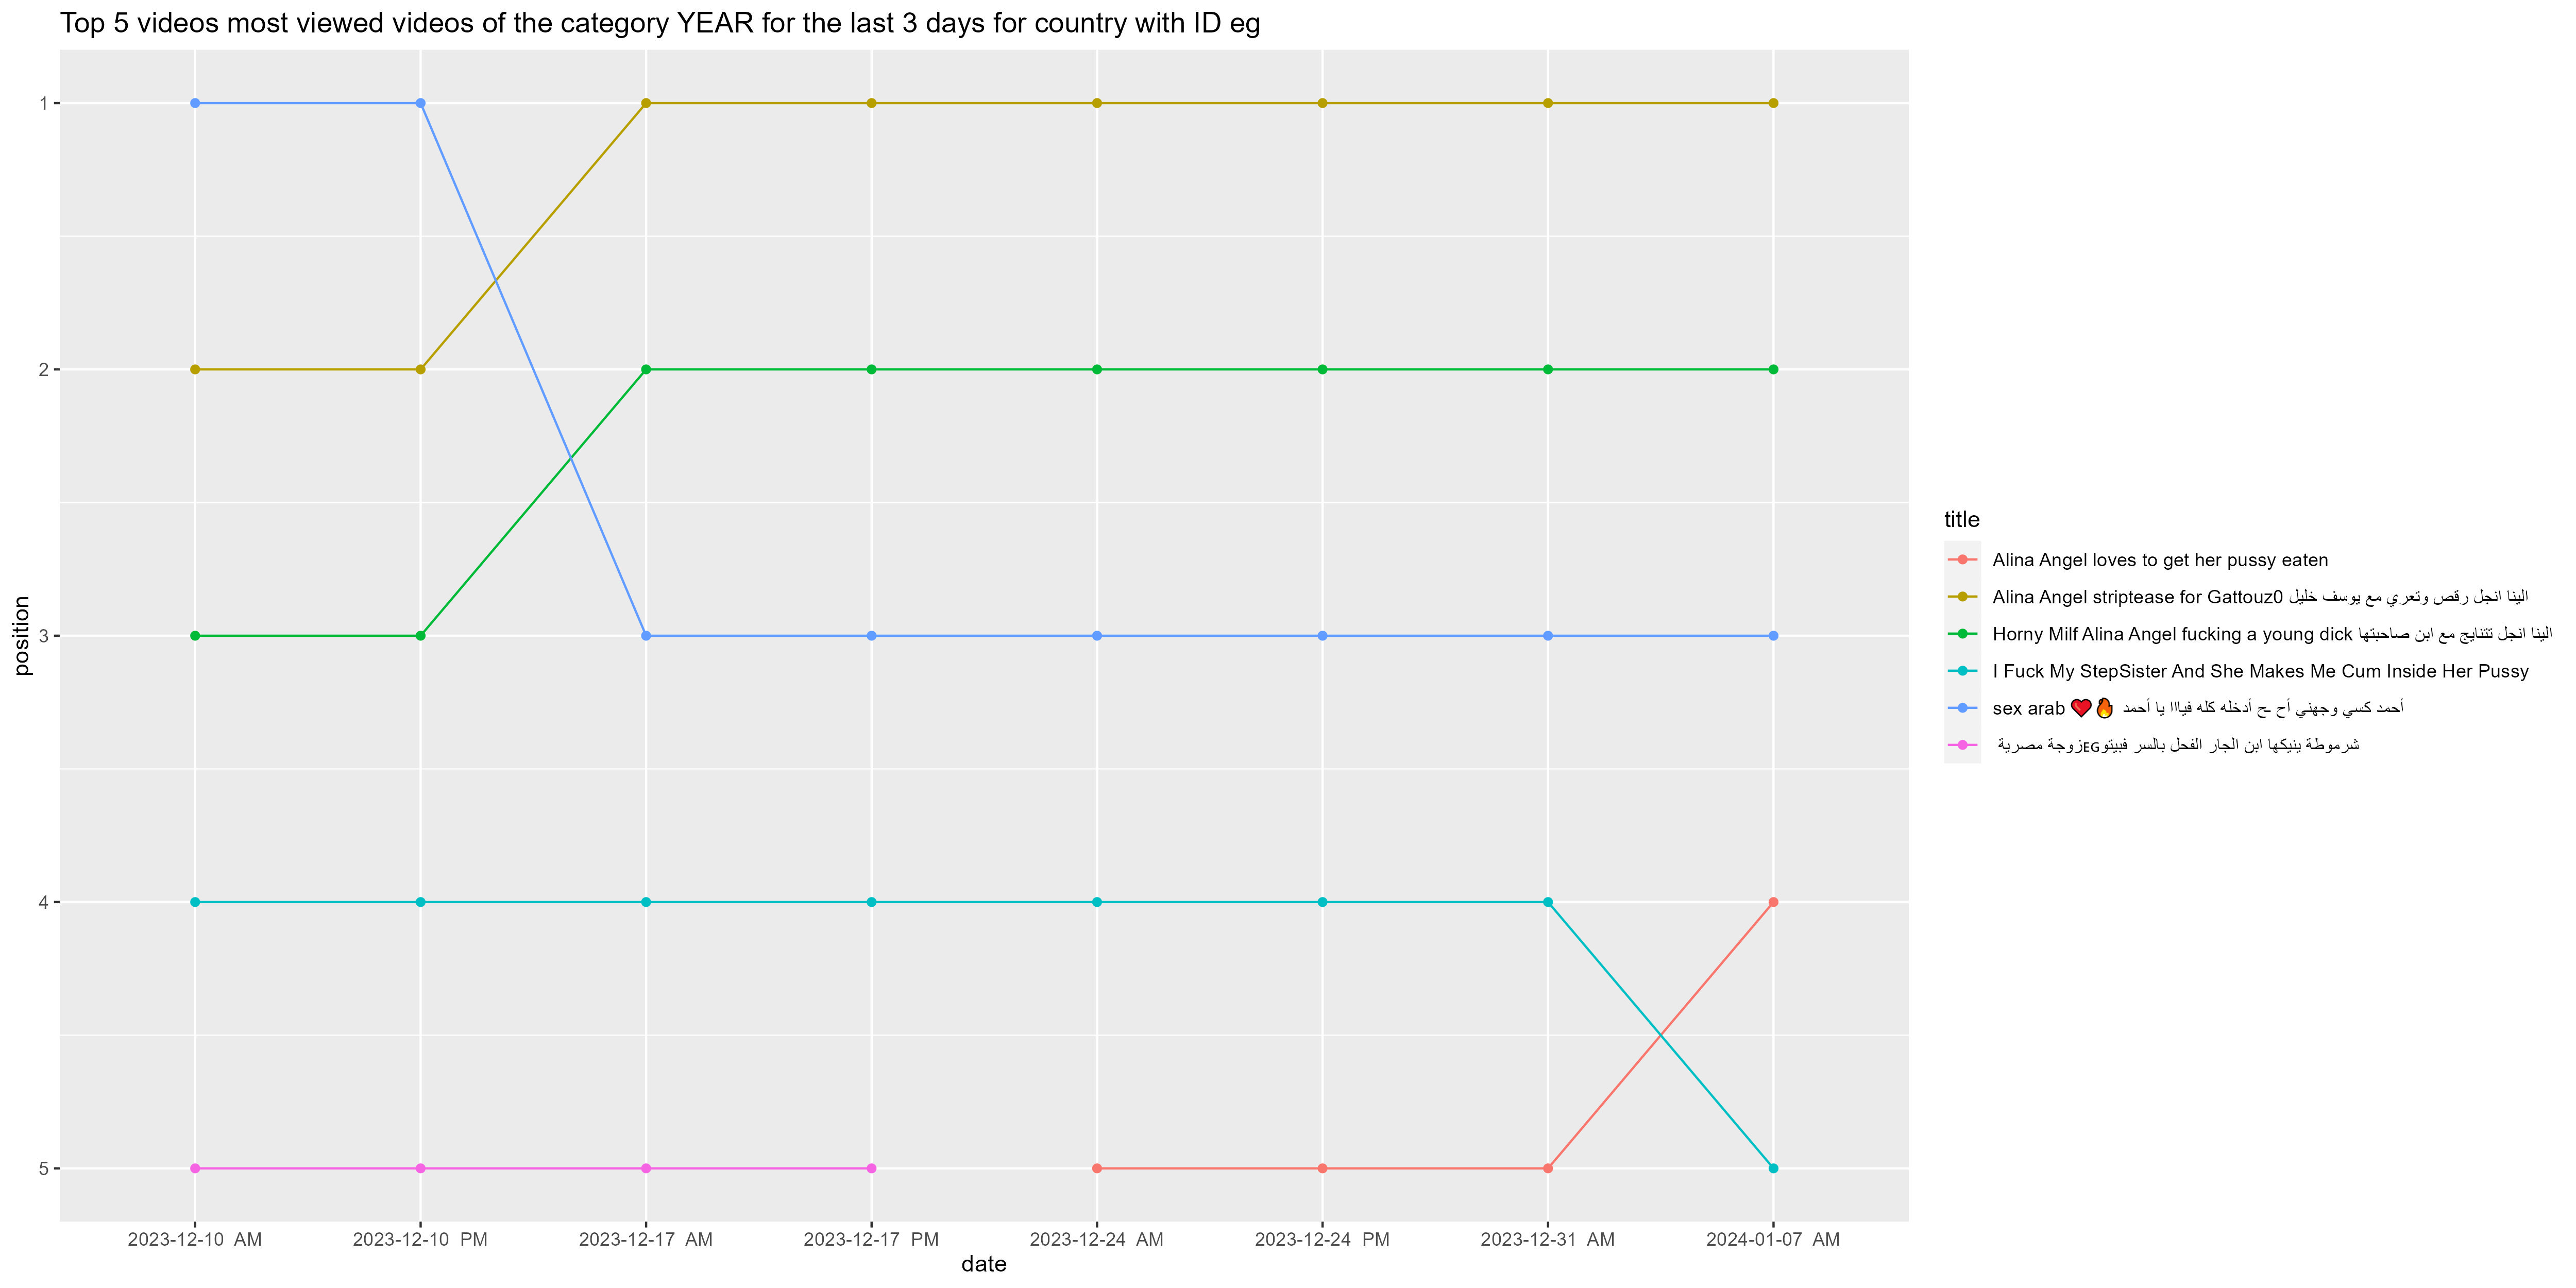 Top 5 videos most viewed videos of the category YEAR for the last 3 days for country with ID eg
position
1
2
3
4
5
2023-12-10 AM
2023-12-10 PM
2023-12-17 AM
2023-12-17 PM
2023-12-24 AM
2023-12-24 PM
2023-12-31 AM
2024-01-07 AM
date
title
Alina Angel loves to get her pussy eaten
Alina Angel striptease for Gattouz0 الينا انجل رقص وتعري مع يوسف خليل
Horny Milf Alina Angel fucking a young dick الينا انجل تتنايج مع ابن صاحبتها
I Fuck My StepSister And She Makes Me Cum Inside Her Pussy
sex arab ❤️🔥 أحمد كسي وجهني أح ـح أدخله كله فيااا يا أحمد
زوجة مصريةᴇɢشرموطة ينيكها ابن الجار الفحل بالسر فبيتو